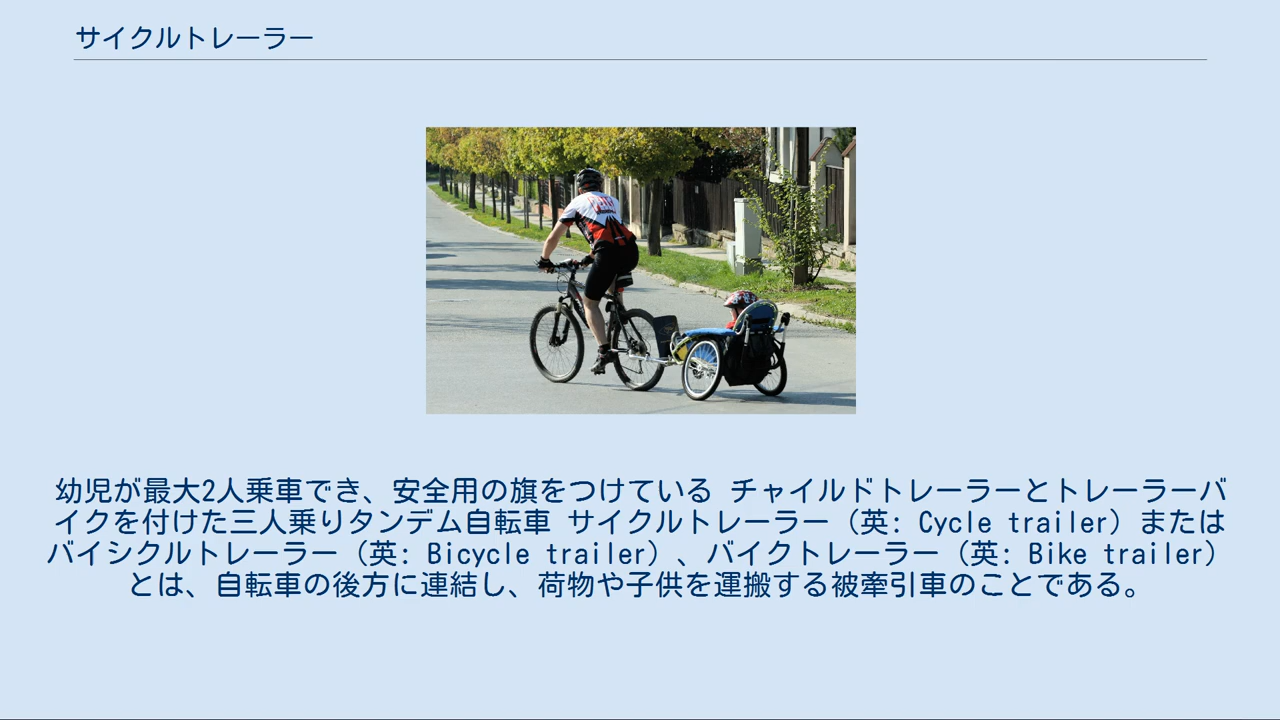 サイクルトレーラー
幼児が最大2人乗車でき、安全用の旗をつけている チャイルドトレーラーとトレーラーバ
イクを付けた三人乗りタンデム自転車 サイクルトレーラー（英: Cycle trailer）または
バイシクルトレーラー（英: Bicycle trailer）、バイクトレーラー（英: Bike trailer）
とは、自転車の後方に連結し、荷物や子供を運搬する被牽引車のことである。